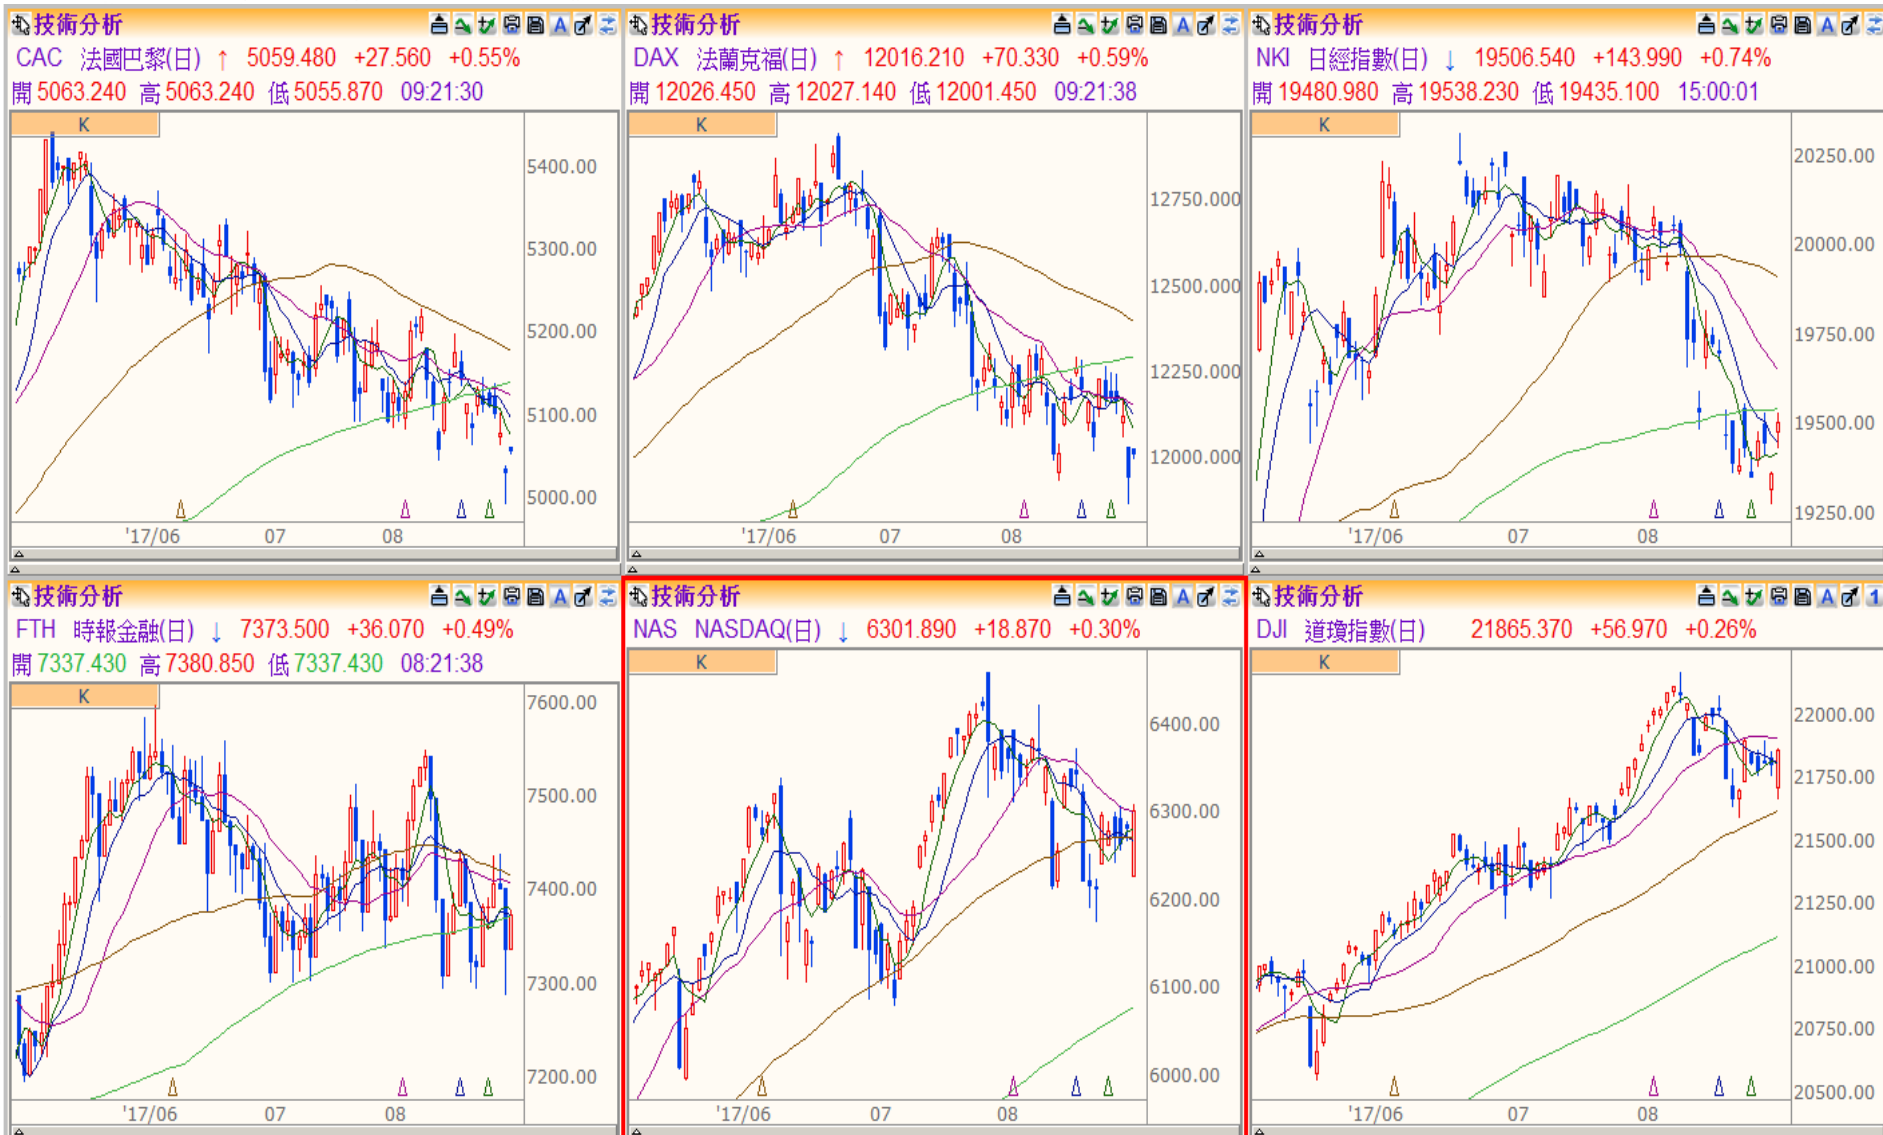 技術分析
A
CAC 法國巴黎(日) ↑ 5059.480 +27.560 +0.55%
開 5063.240 高 5063.240 低 5055.870 09:21:30
K
5400.00
5300.00
5200.00
5100.00
5000.00
'17/06 07 08
技術分析
A
DAX 法蘭克福(日) ↑ 12016.210 +70.330 +0.59%
開 12026.450 高 12027.140 低 12001.450 09:21:38
K
12750.000
12500.000
12250.000
12000.000
'17/06 07 08
技術分析
A
NKI 日經指數(日) ↓ 19506.540 +143.990 +0.74%
開 19480.980 高 19538.230 低 19435.100 15:00:01
K
20250.00
20000.00
19750.00
19500.00
19250.00
'17/06 07 08
技術分析
A
FTH 時報金融(日) ↓ 7373.500 +36.070 +0.49%
開 7337.430 高 7380.850 低 7337.430 08:21:38
K
7600.00
7500.00
7400.00
7300.00
7200.00
'17/06 07 08
技術分析
A
NAS NASDAQ(日) ↓ 6301.890 +18.870 +0.30%
K
6400.00
6300.00
6200.00
6100.00
6000.00
'17/06 07 08
技術分析
A 1
DJI 道瓊指數(日) 21865.370 +56.970 +0.26%
K
22000.00
21750.00
21500.00
21250.00
21000.00
20750.00
20500.00
'17/06 07 08